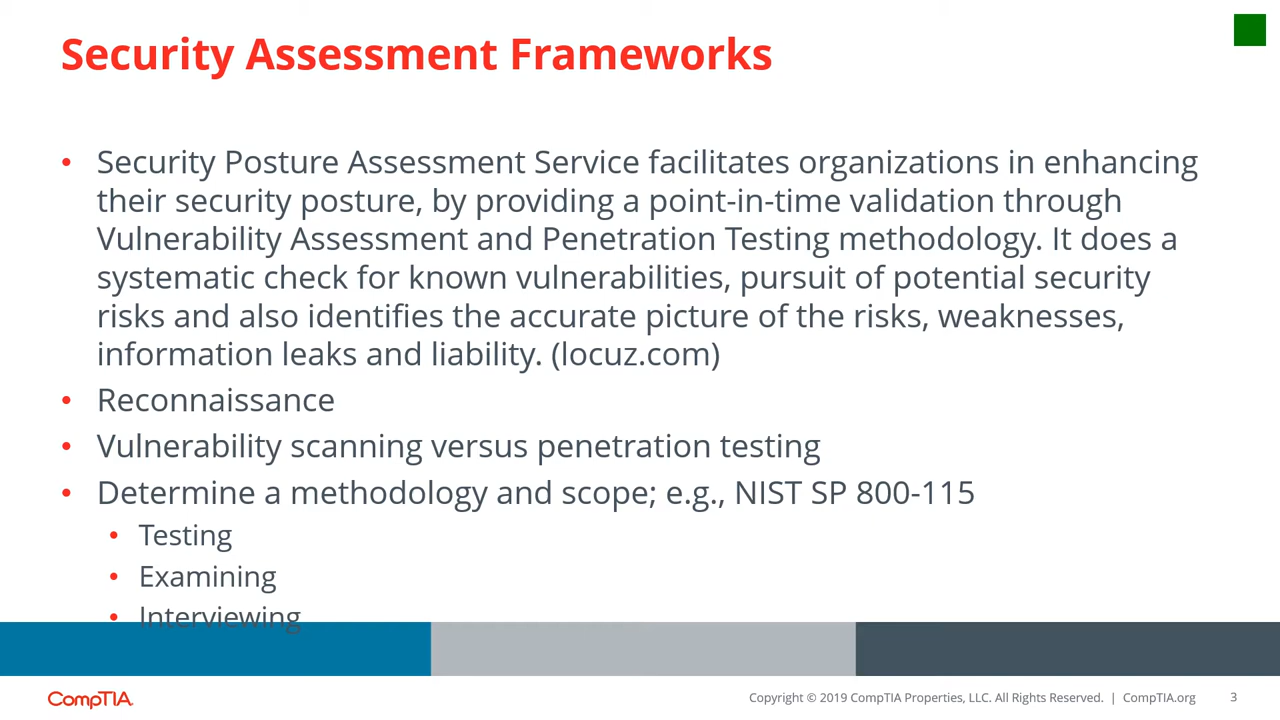 Security Assessment Frameworks
• Security Posture Assessment Service facilitates organizations in enhancing
their security posture, by providing a point-in-time validation through
Vulnerability Assessment and Penetration Testing methodology. It does a
systematic check for known vulnerabilities, pursuit of potential security
risks and also identifies the accurate picture of the risks, weaknesses,
information leaks and liability. (locuz.com)
• Reconnaissance
• Vulnerability scanning versus penetration testing
• Determine a methodology and scope; e.g., NIST SP 800-115
• Testing
• Examining
• Interviewing
CompTIA.
Copyright © 2019 CompTIA Properties, LLC. All Rights Reserved. | CompTIA.org
3